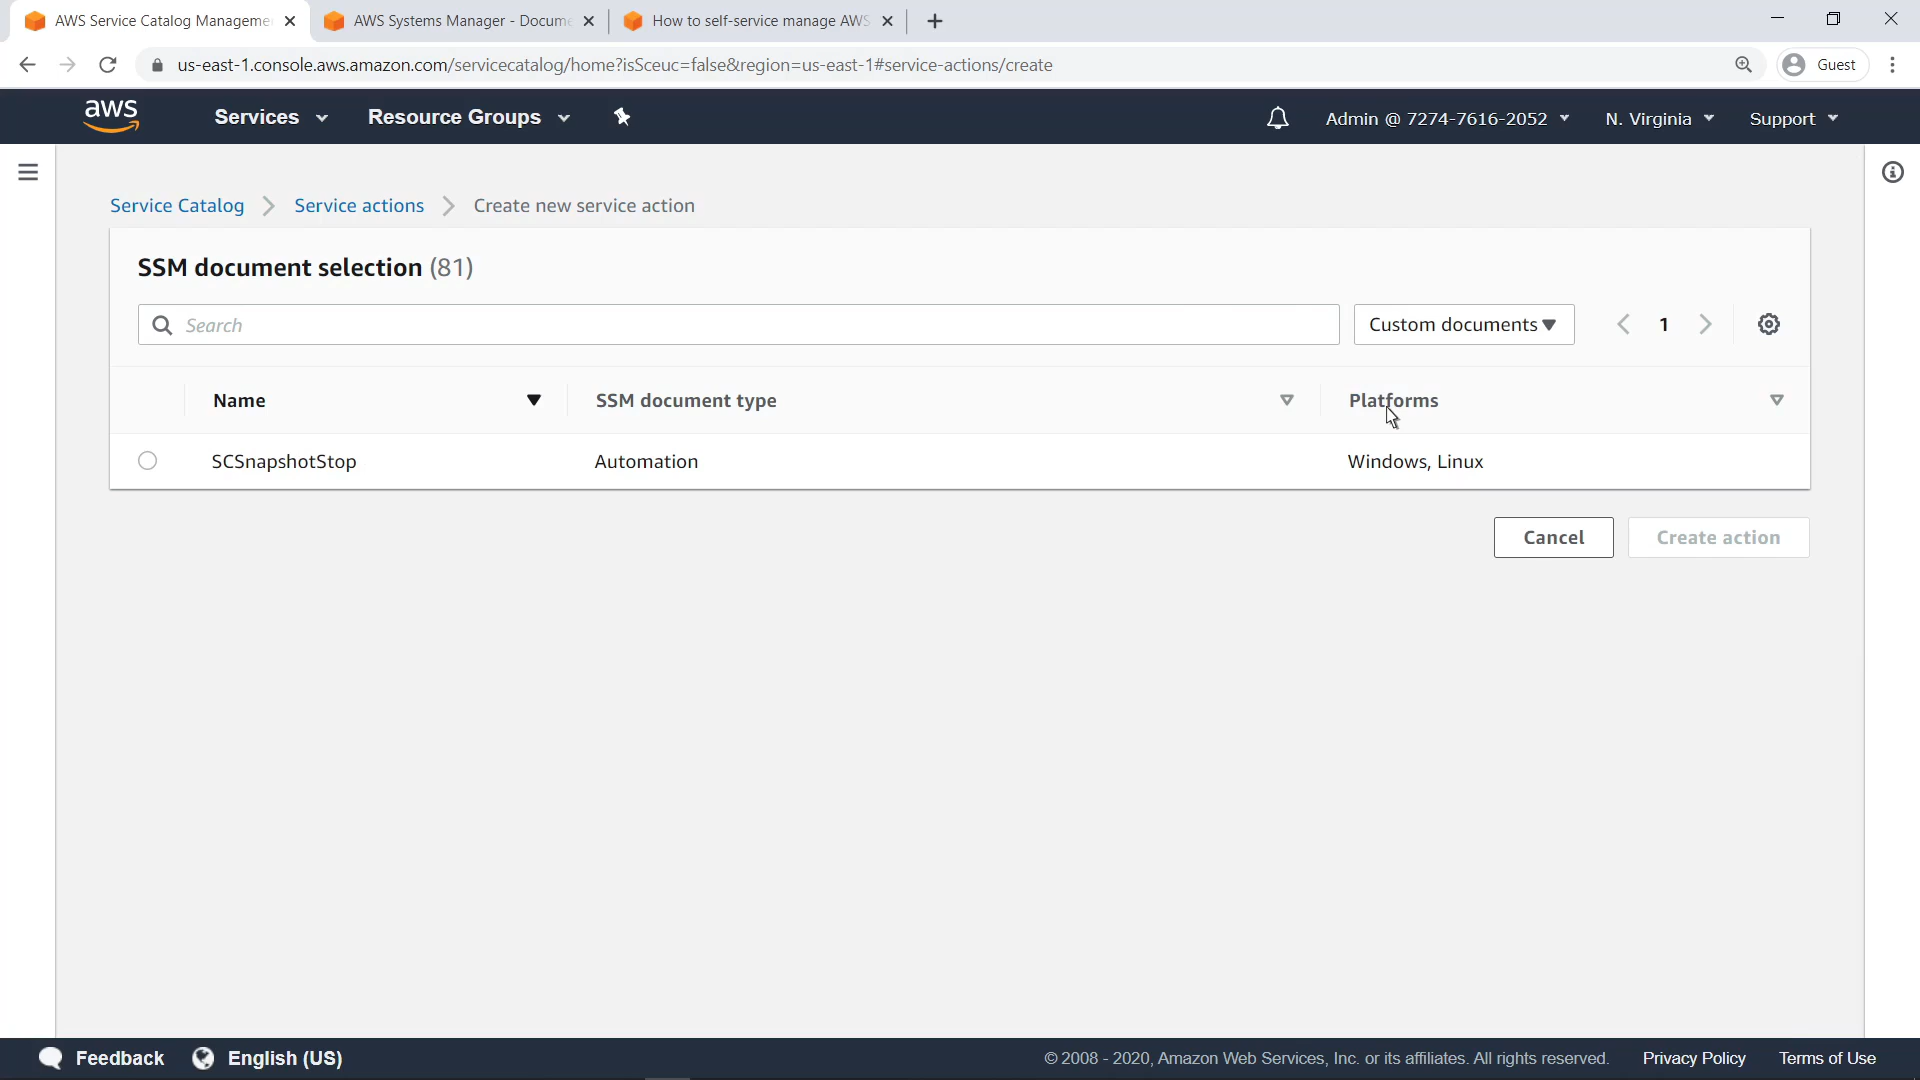 AWS Service Catalog Manageme
AWS Systems Manager - Docume
How to self-service manage AWS
us-east-1.console.aws.amazon.com/servicecatalog/home?isSceuc=false&region=us-east-1#service-actions/create
Guest
aws
Services
Resource Groups
Admin @ 7274-7616-2052
N. Virginia
Support
Service Catalog
Service actions
Create new service action
SSM document selection (81)
Search
Custom documents
1
Name
SSM document type
Platforms
SCSnapshotStop
Automation
Windows, Linux
Cancel
Create action
Feedback
English (US)
© 2008 - 2020, Amazon Web Services, Inc. or its affiliates. All rights reserved.
Privacy Policy
Terms of Use